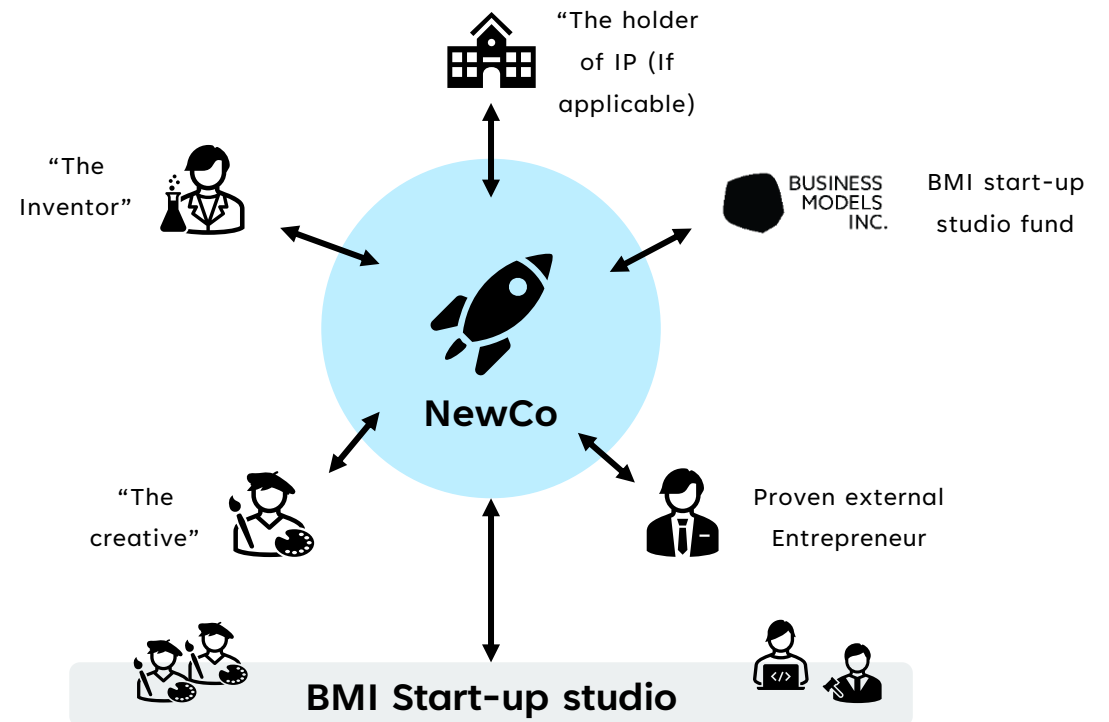 “The holder
of IP (If
applicable)
“The
Inventor”
BUSINESS
MODELS
INC.
BMI start-up
studio fund
NewCo
“The
creative”
Proven external
Entrepreneur
</>
BMI Start-up studio